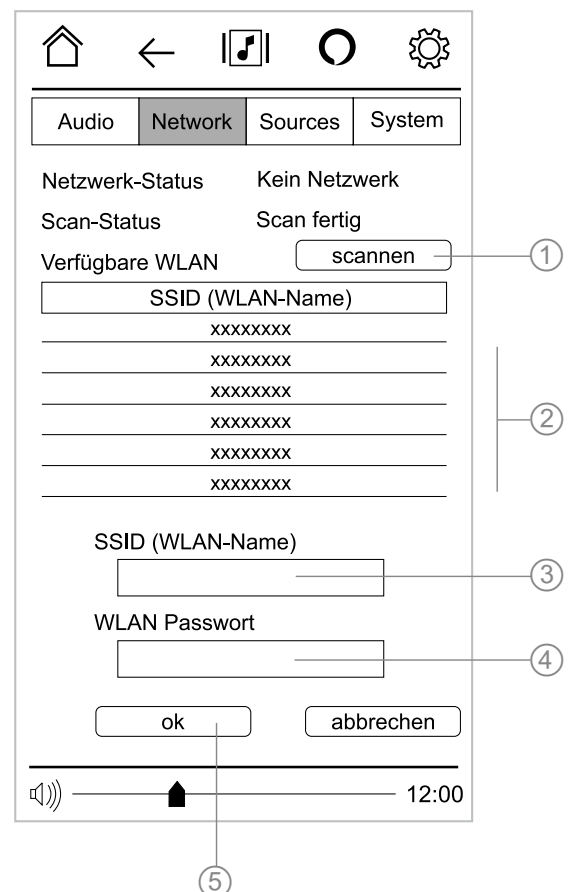 Audio Network Sources System
Netzwerk-Status Kein Netzwerk
Scan-Status Scan fertig
Verfügbare WLAN scannen 1
SSID (WLAN-Name)
xxxxxxxx
xxxxxxxx
xxxxxxxx
xxxxxxxx 2
xxxxxxxx
xxxxxxxx
SSID (WLAN-Name)
3
WLAN Passwort
4
ok abbrechen
12:00
5